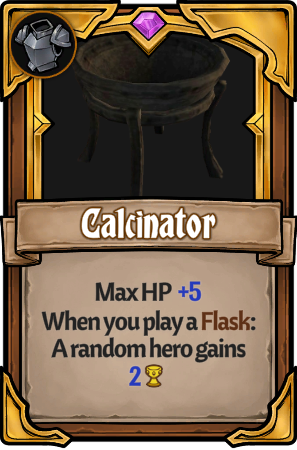 Calcinator
Max HP +5
When you play a Flask:
A random hero gains
2